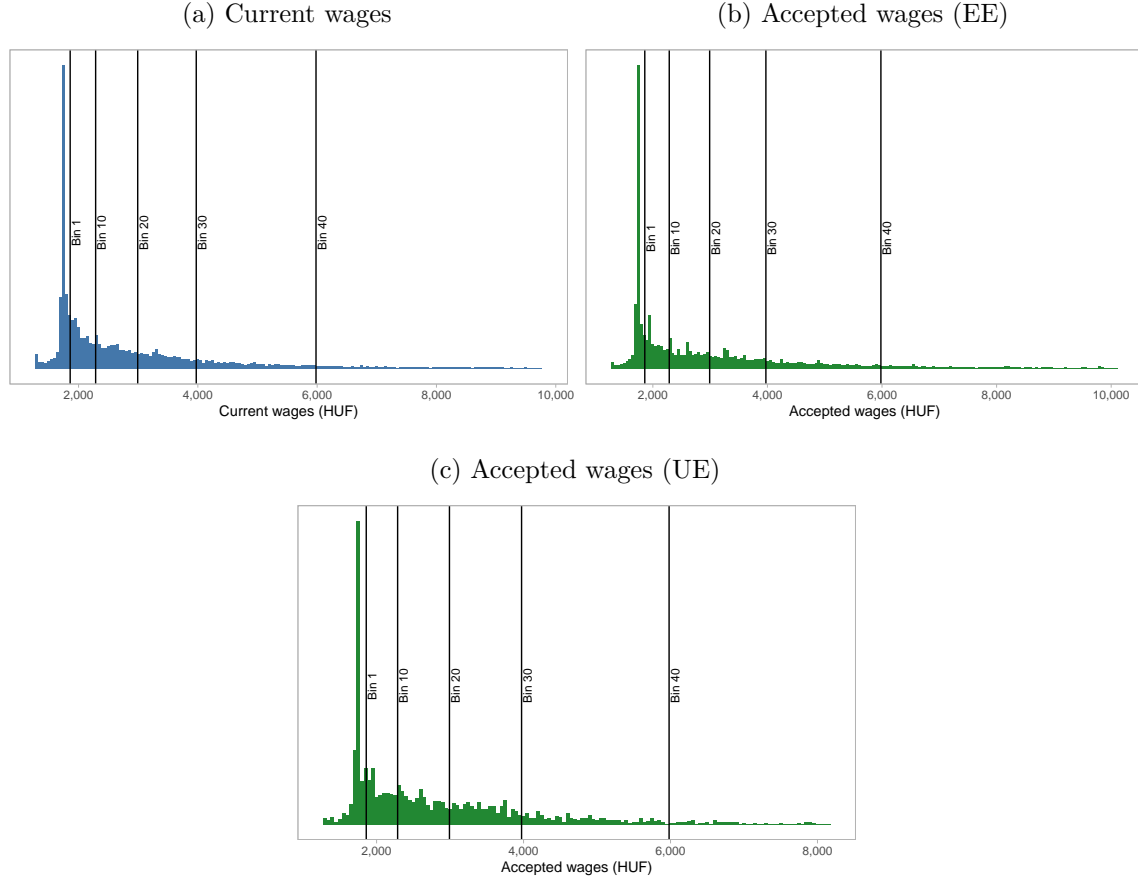 (a) Current wages
Bin 1
Bin 10
Bin 20
Bin 30
Bin 40
2,000
4,000
6,000
8,000
10,000
Current wages (HUF)
(b) Accepted wages (EE)
Bin 1
Bin 10
Bin 20
Bin 30
Bin 40
2,000
4,000
6,000
8,000
10,000
Accepted wages (HUF)
(c) Accepted wages (UE)
Bin 1
Bin 10
Bin 20
Bin 30
Bin 40
2,000
4,000
6,000
8,000
Accepted wages (HUF)